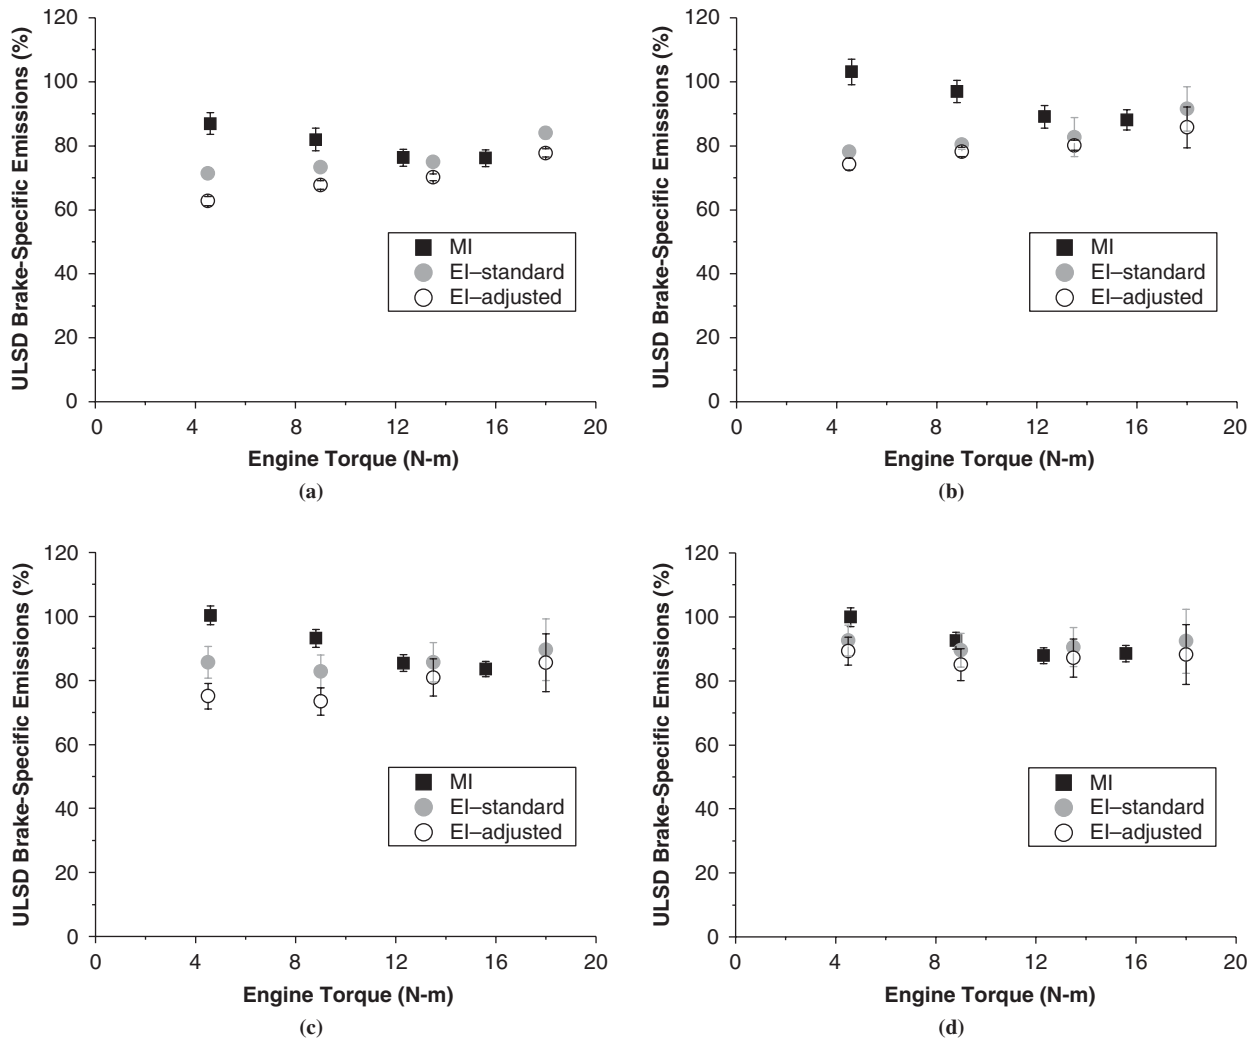 ULSD Brake-Specific Emissions (%)
120
100
80
60
40
20
0
MI
EI–standard
EI–adjusted
0 4 8 12 16 20
Engine Torque (N-m)
(a)
ULSD Brake-Specific Emissions (%)
120
100
80
60
40
20
0
MI
EI–standard
EI–adjusted
0 4 8 12 16 20
Engine Torque (N-m)
(b)
ULSD Brake-Specific Emissions (%)
120
100
80
60
40
20
0
MI
EI–standard
EI–adjusted
0 4 8 12 16 20
Engine Torque (N-m)
(c)
ULSD Brake-Specific Emissions (%)
120
100
80
60
40
20
0
MI
EI–standard
EI–adjusted
0 4 8 12 16 20
Engine Torque (N-m)
(d)